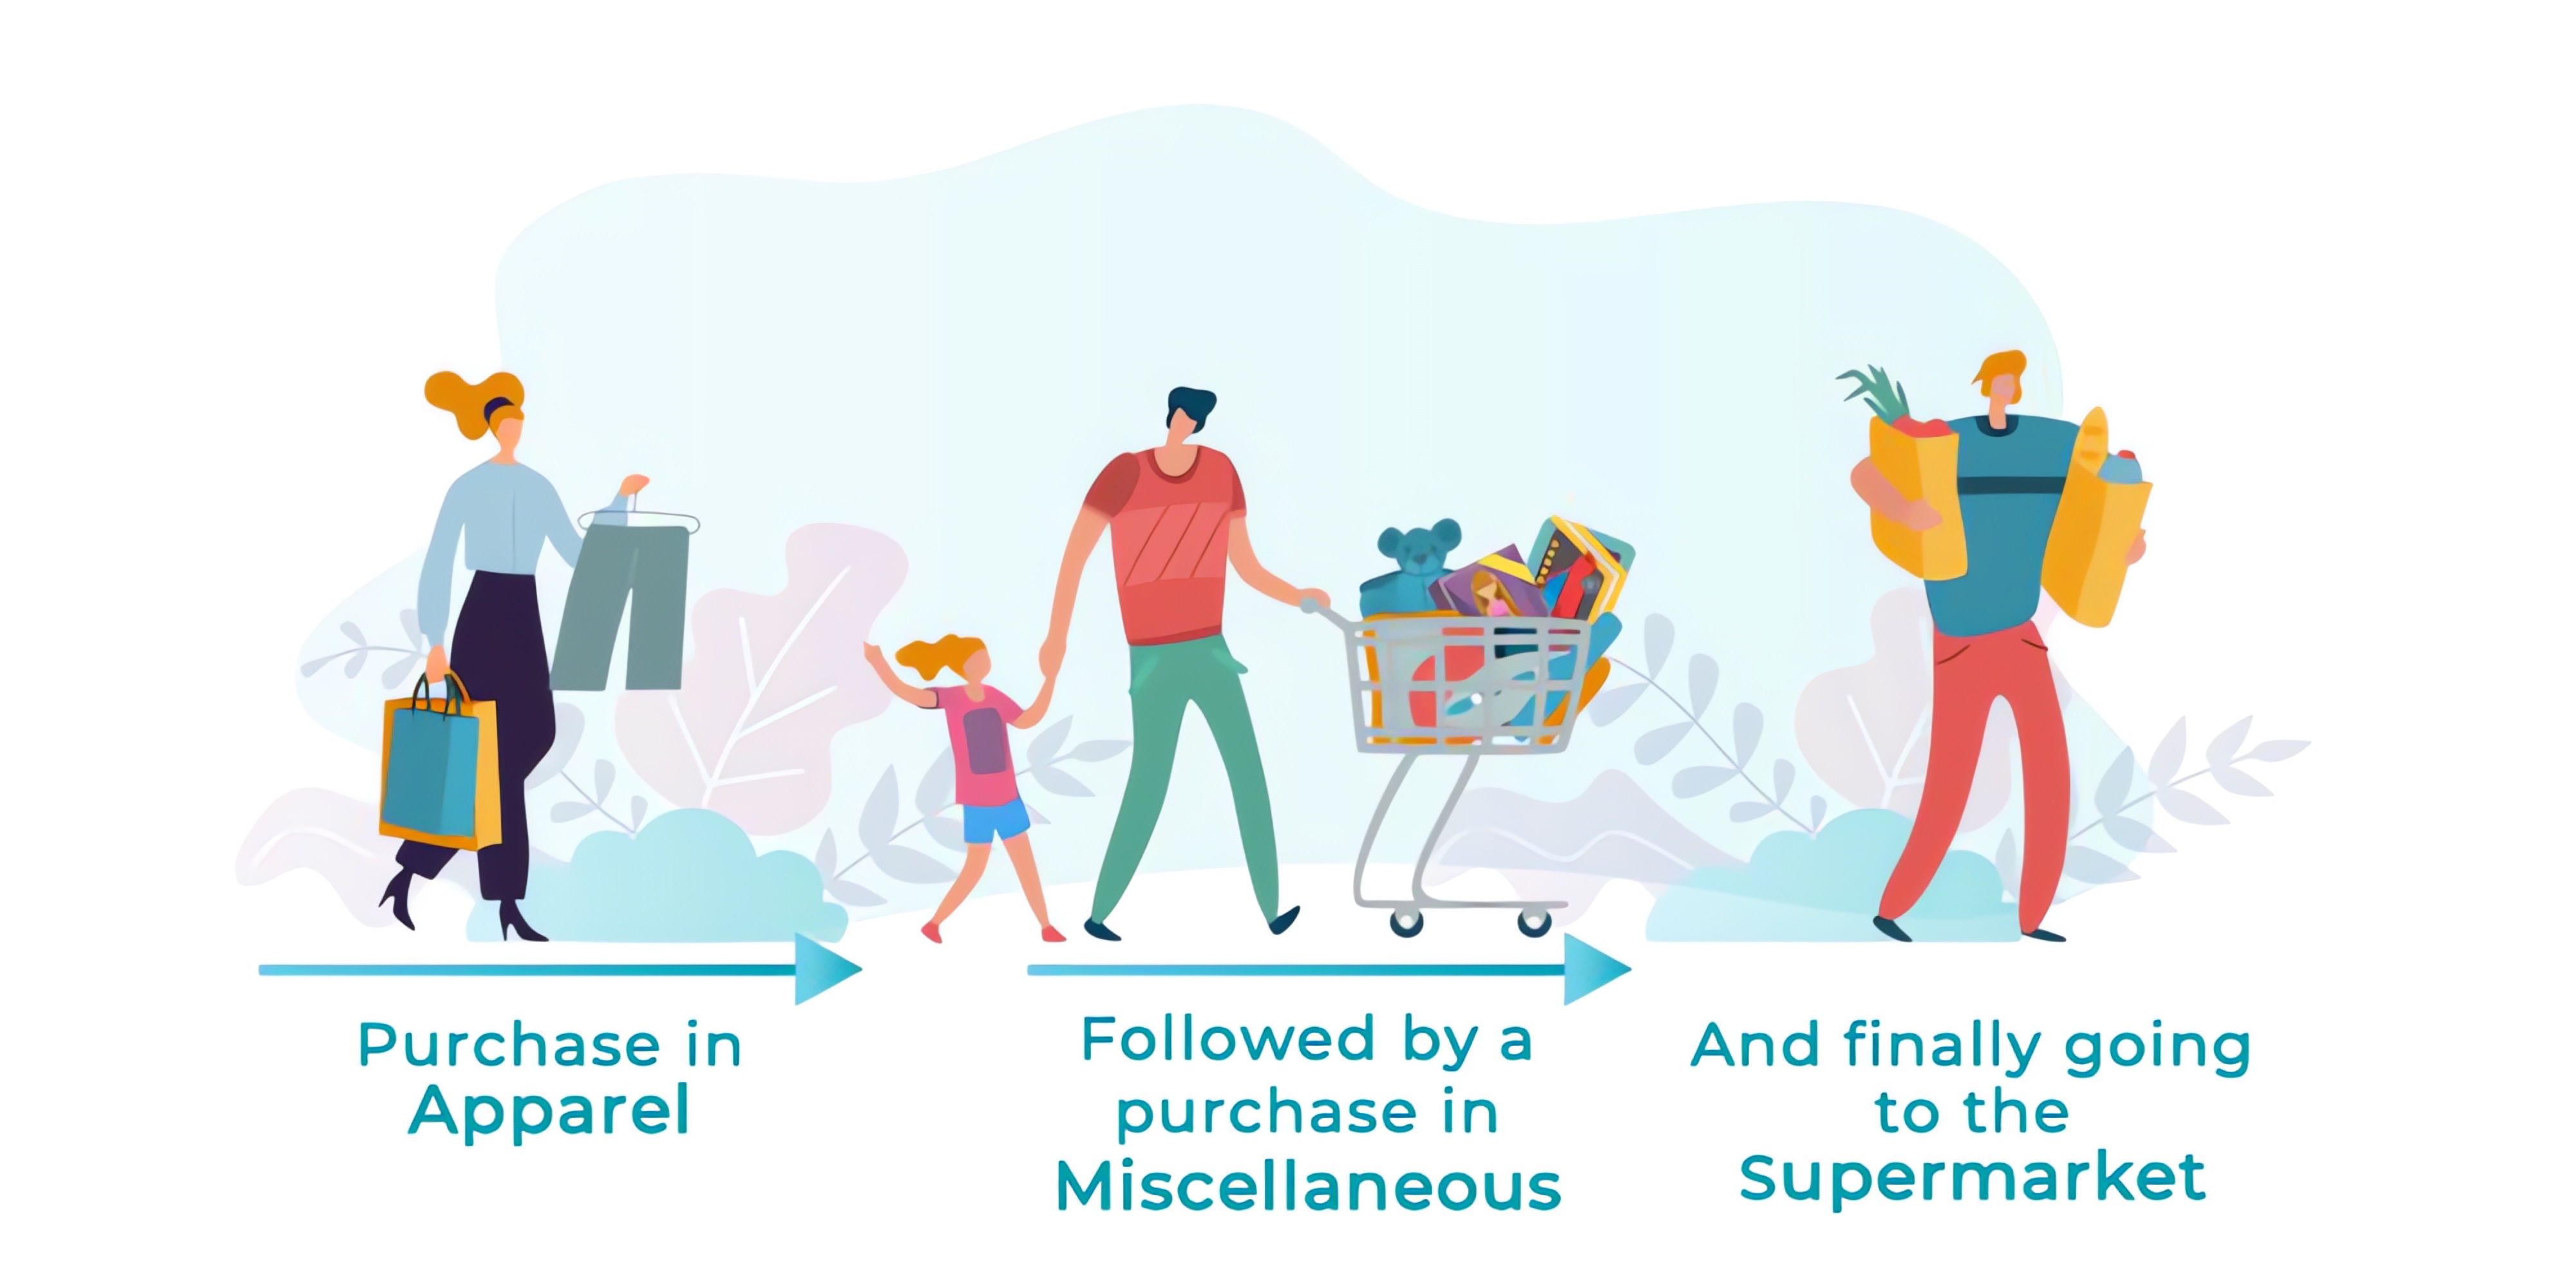 Purchase in
Apparel
Followed by a
purchase in
Miscellaneous
And finally going
to the
Supermarket